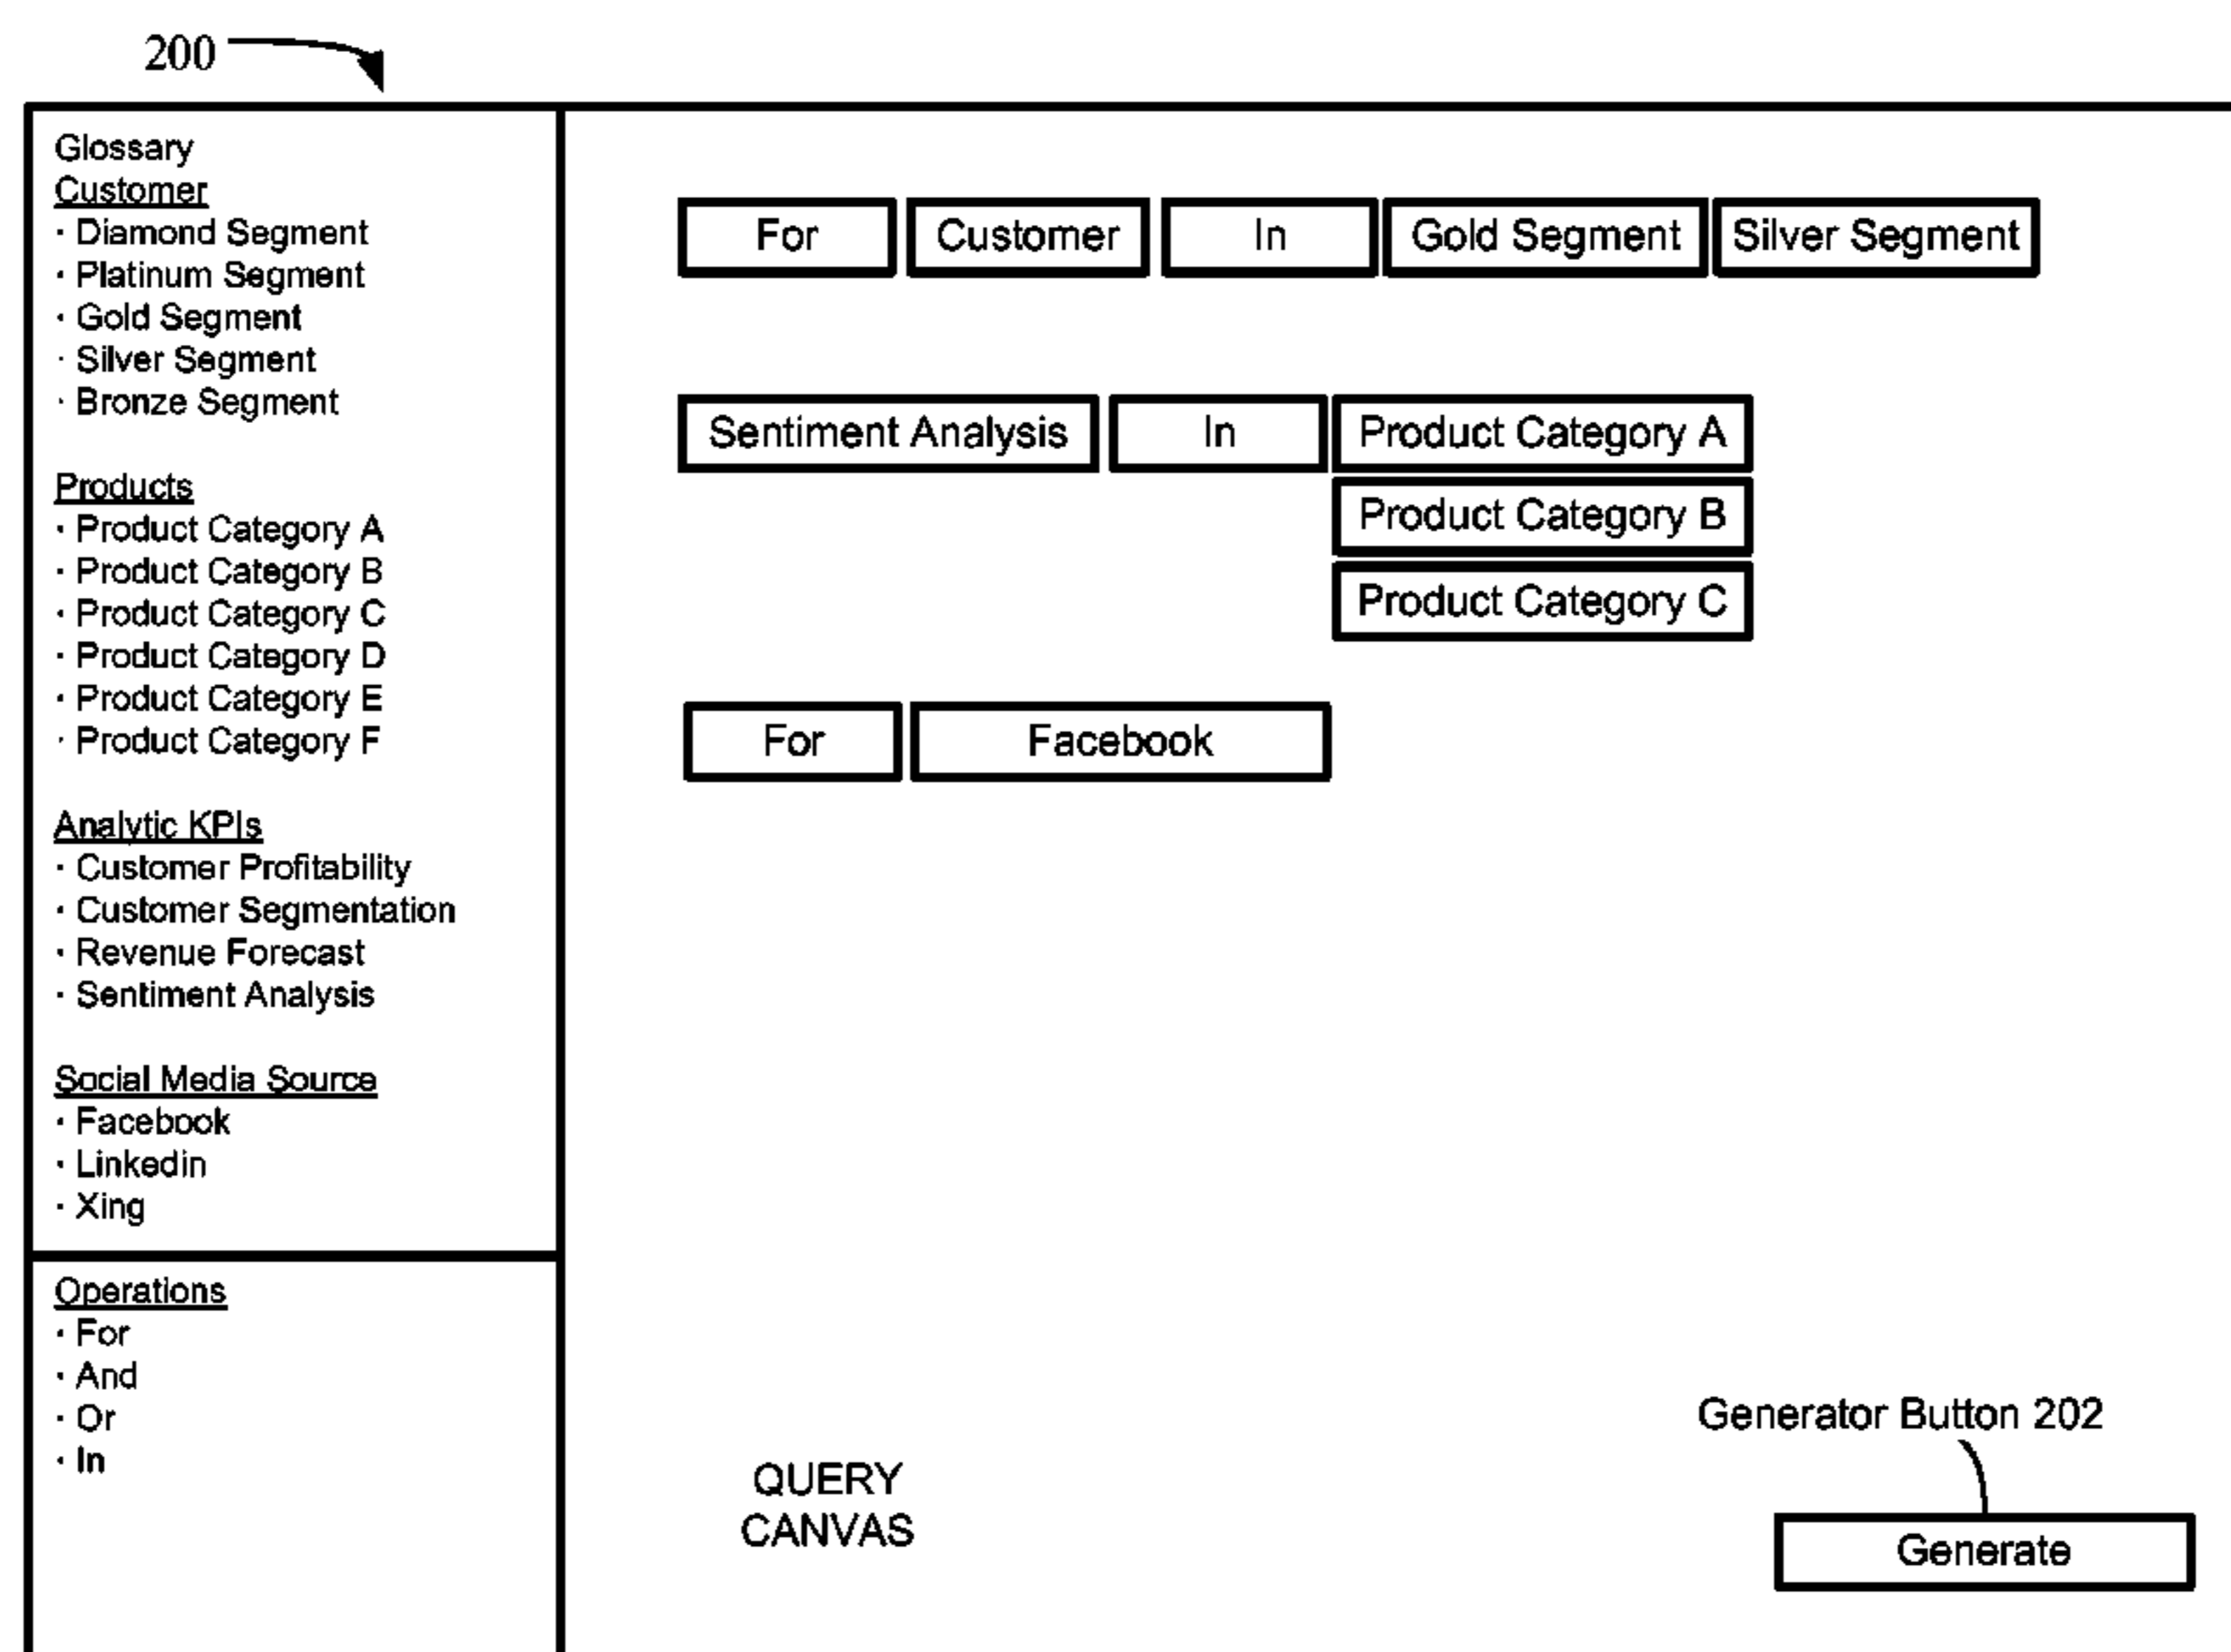 200
Glossary
Customer
· Diamond Segment
· Platinum Segment
· Gold Segment
· Silver Segment
· Bronze Segment
Products
· Product Category A
· Product Category B
· Product Category C
· Product Category D
· Product Category E
· Product Category F
Analytic KPIs
· Customer Profitability
· Customer Segmentation
· Revenue Forecast
· Sentiment Analysis
Social Media Source
· Facebook
· Linkedin
· Xing
Operations
· For
· And
· Or
· In
For Customer In Gold Segment Silver Segment
Sentiment Analysis In Product Category A
Product Category B
Product Category C
For Facebook
QUERY
CANVAS
Generator Button 202
Generate